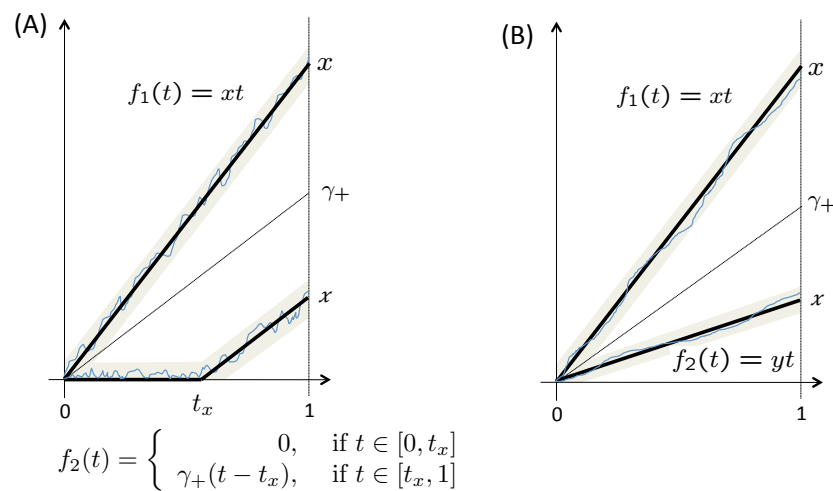 (A)
x
f₁(t) = xt
γ₊
x
0
tₓ
1
f₂(t) = { 0, if t ∈ [0, tₓ]
γ₊(t − tₓ), if t ∈ [tₓ, 1]
(B)
x
f₁(t) = xt
γ₊
x
f₂(t) = yt
0
1